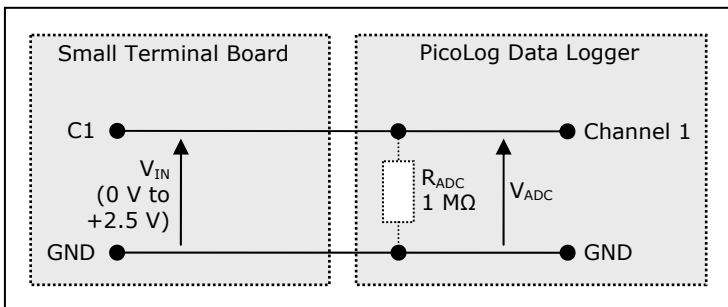 Small Terminal Board
PicoLog Data Logger
C1
Channel 1
VIN
(0 V to
+2.5 V)
RADC
1 MΩ
VADC
GND
GND